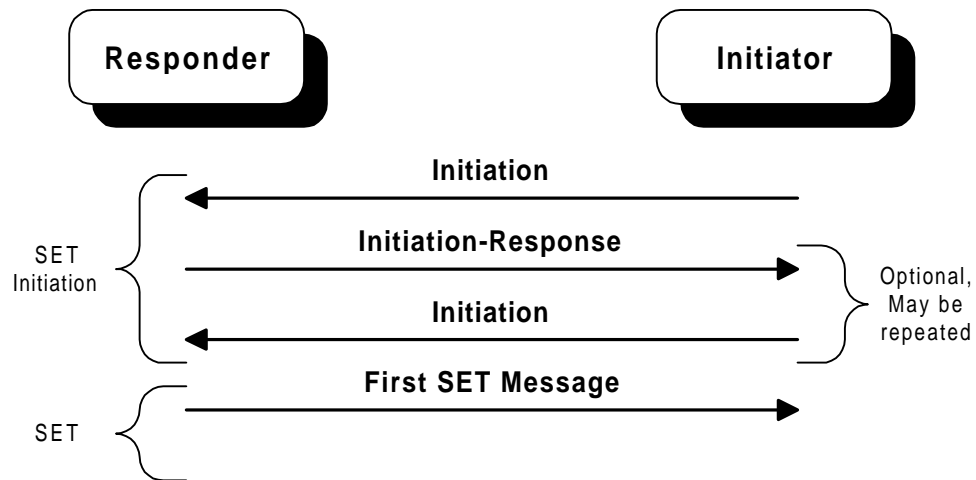 Responder
Initiator
Initiation
Initiation-Response
SET
Initiation
Optional,
May be
repeated
Initiation
First SET Message
SET